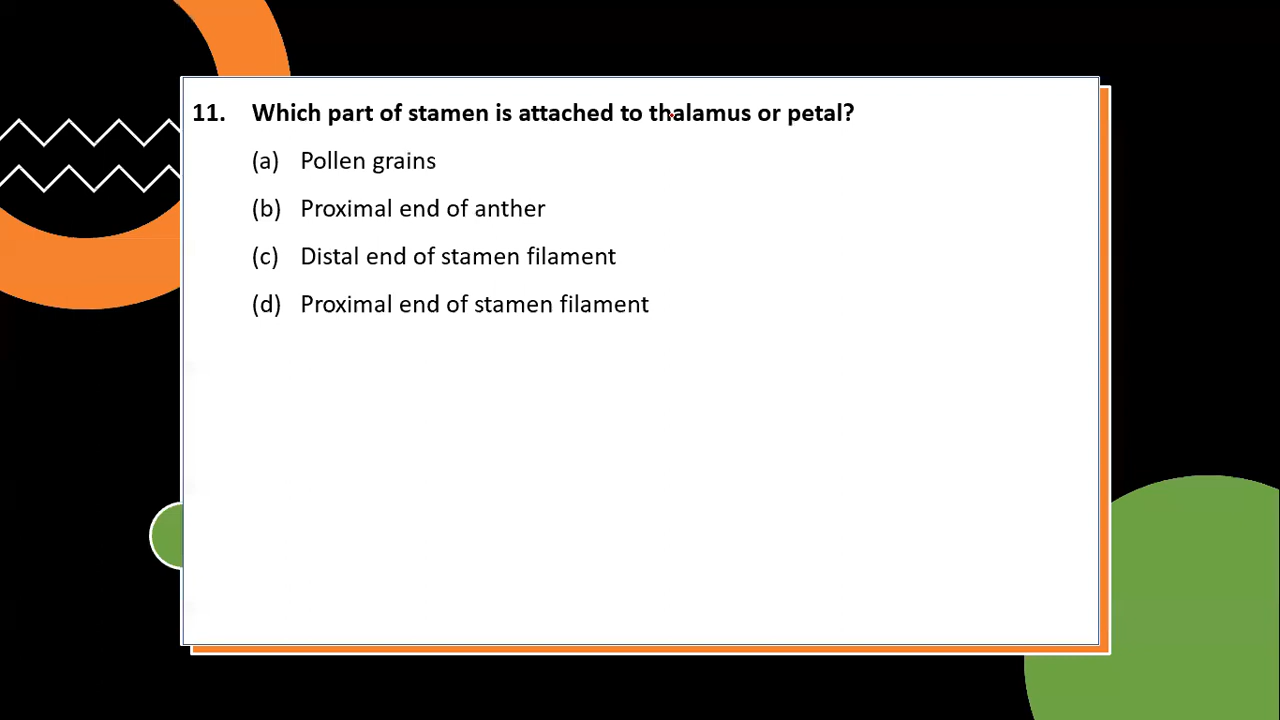 11. Which part of stamen is attached to thalamus or petal?
(a) Pollen grains
(b) Proximal end of anther
(c) Distal end of stamen filament
(d) Proximal end of stamen filament